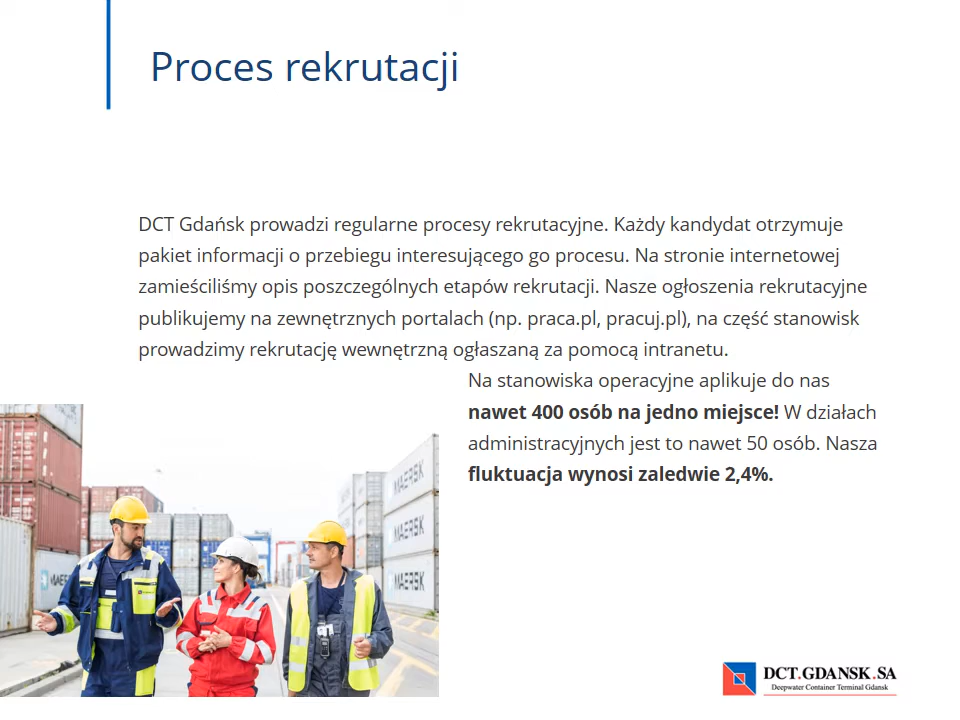 Proces rekrutacji
DCT Gdańsk prowadzi regularne procesy rekrutacyjne. Każdy kandydat otrzymuje
pakiet informacji o przebiegu interesującego go procesu. Na stronie internetowej
zamieściliśmy opis poszczególnych etapów rekrutacji. Nasze ogłoszenia rekrutacyjne
publikujemy na zewnętrznych portalach (np. praca.pl, pracuj.pl), na część stanowisk
prowadzimy rekrutację wewnętrzną ogłaszaną za pomocą intranetu.
Na stanowiska operacyjne aplikuje do nas
nawet 400 osób na jedno miejsce! W działach
administracyjnych jest to nawet 50 osób. Nasza
fluktuacja wynosi zaledwie 2,4%.
MAERSK
MAERSK
MAERSK
DCT.GDANSK.SA
Deepwater Container Terminal Gdansk